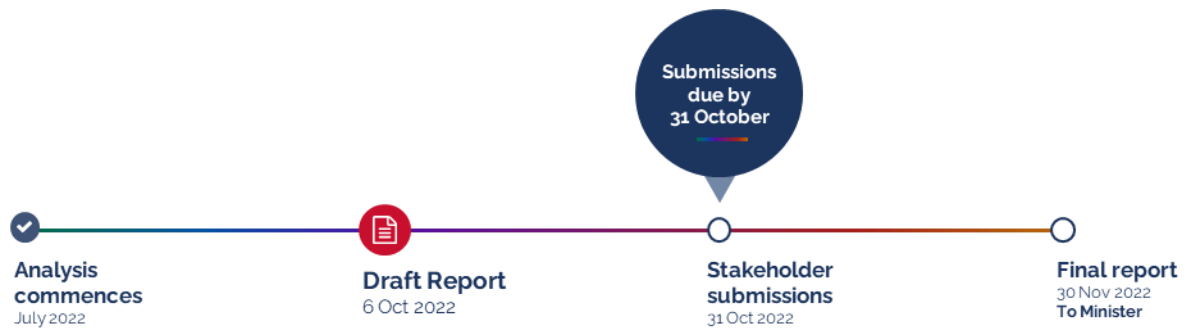 Submissions
due by
31 October
Analysis
commences
July 2022
Draft Report
6 Oct 2022
Stakeholder
submissions
31 Oct 2022
Final report
30 Nov 2022
To Minister